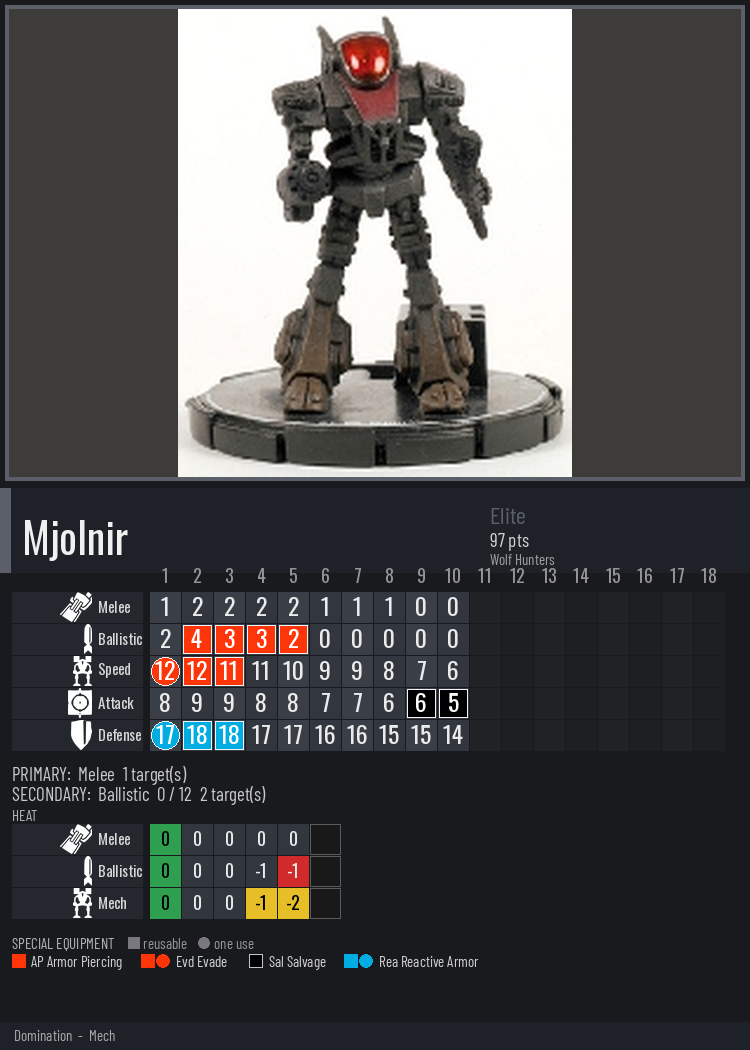 Mjolnir
Elite
97 pts
Wolf Hunters
1 2 3 4 5 6 7 8 9 10 11 12 13 14 15 16 17 18
Melee 1 2 2 2 2 1 1 1 0 0
Ballistic 2 4 3 3 2 0 0 0 0 0
Speed 12 12 11 11 10 9 9 8 7 6
Attack 8 9 9 8 8 7 7 6 6 5
Defense 17 18 18 17 17 16 16 15 15 14
PRIMARY: Melee 1 target(s)
SECONDARY: Ballistic 0 / 12 2 target(s)
HEAT
Melee 0 0 0 0 0
Ballistic 0 0 0 -1 -1
Mech 0 0 0 -1 -2
SPECIAL EQUIPMENT reusable one use
AP Armor Piercing Evd Evade Sal Salvage Rea Reactive Armor
Domination - Mech